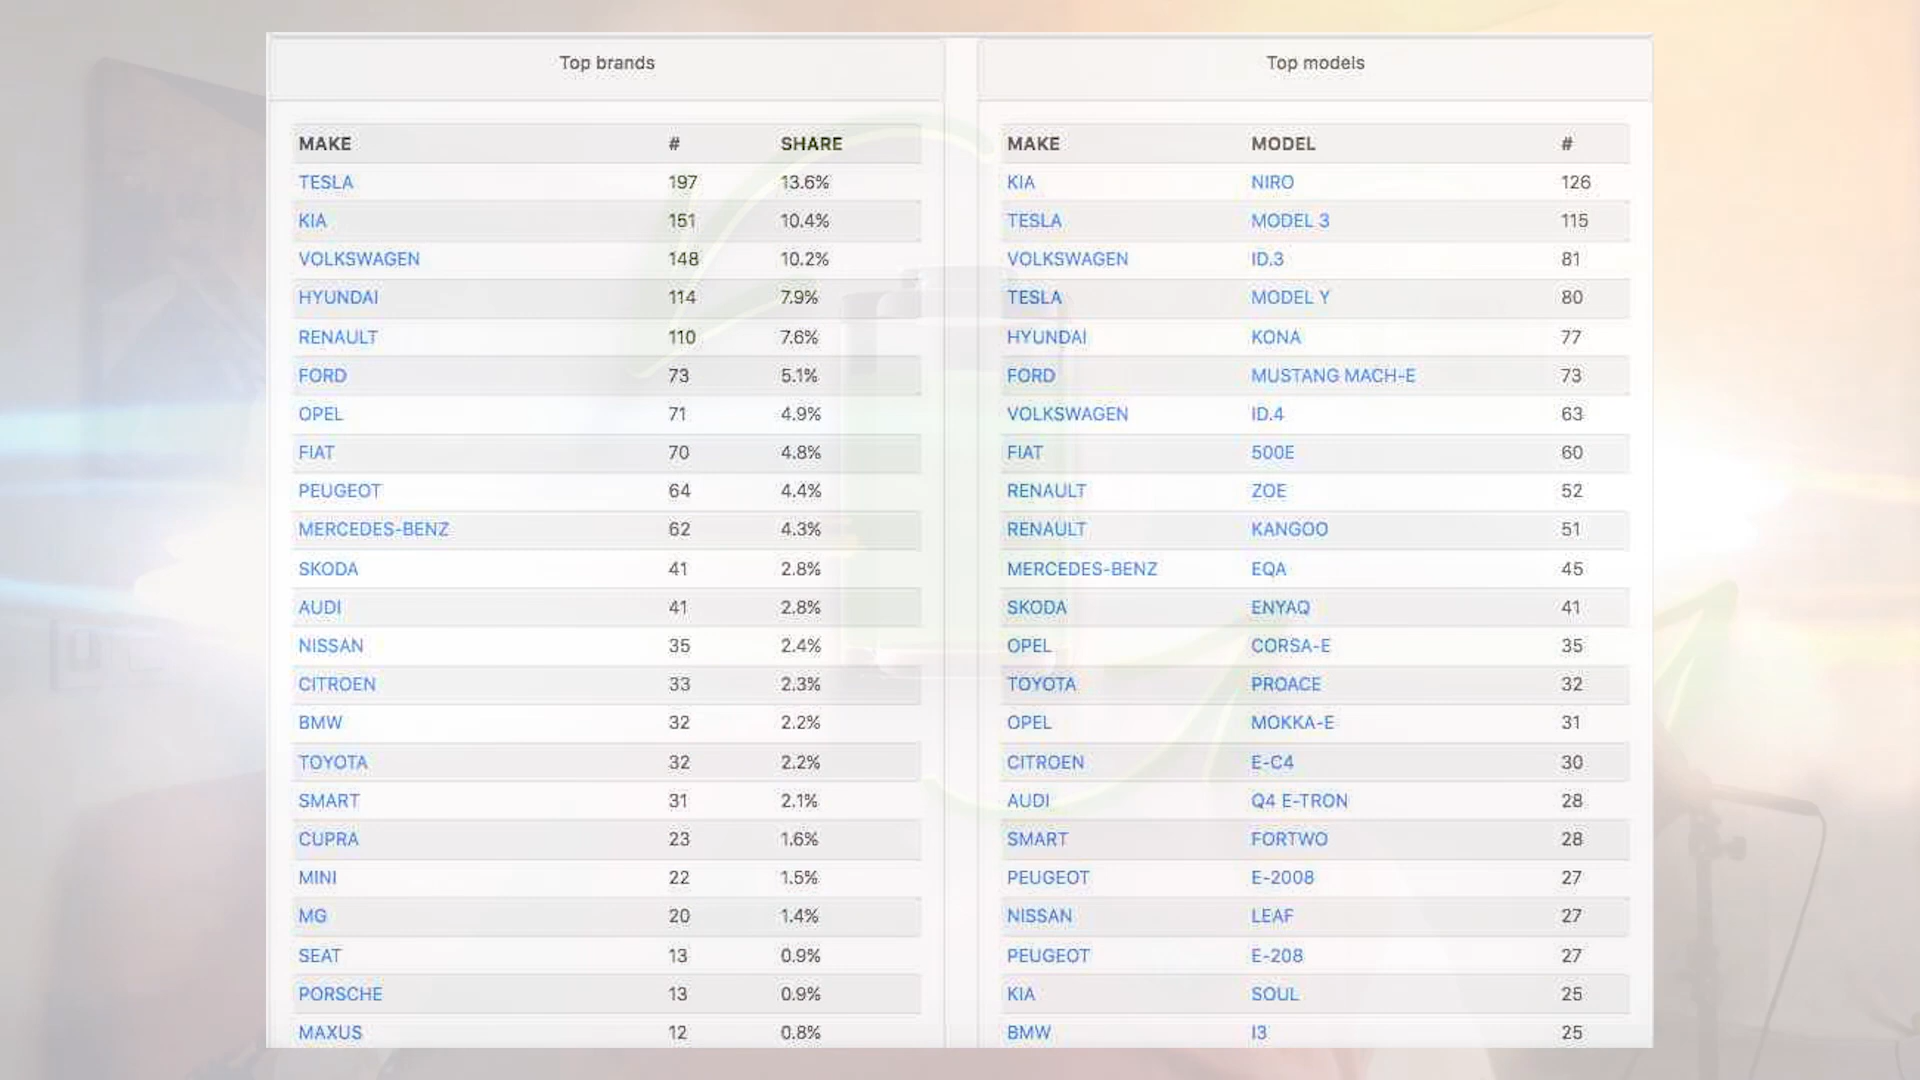 Top brands
MAKE # SHARE
TESLA 197 13.6%
KIA 151 10.4%
VOLKSWAGEN 148 10.2%
HYUNDAI 114 7.9%
RENAULT 110 7.6%
FORD 73 5.1%
OPEL 71 4.9%
FIAT 70 4.8%
PEUGEOT 64 4.4%
MERCEDES-BENZ 62 4.3%
SKODA 41 2.8%
AUDI 41 2.8%
NISSAN 35 2.4%
CITROEN 33 2.3%
BMW 32 2.2%
TOYOTA 32 2.2%
SMART 31 2.1%
CUPRA 23 1.6%
MINI 22 1.5%
MG 20 1.4%
SEAT 13 0.9%
PORSCHE 13 0.9%
MAXUS 12 0.8%
Top models
MAKE MODEL #
KIA NIRO 126
TESLA MODEL 3 115
VOLKSWAGEN ID.3 81
TESLA MODEL Y 80
HYUNDAI KONA 77
FORD MUSTANG MACH-E 73
VOLKSWAGEN ID.4 63
FIAT 500E 60
RENAULT ZOE 52
RENAULT KANGOO 51
MERCEDES-BENZ EQA 45
SKODA ENYAQ 41
OPEL CORSA-E 35
TOYOTA PROACE 32
OPEL MOKKA-E 31
CITROEN E-C4 30
AUDI Q4 E-TRON 28
SMART FORTWO 28
PEUGEOT E-2008 27
NISSAN LEAF 27
PEUGEOT E-208 27
KIA SOUL 25
BMW I3 25